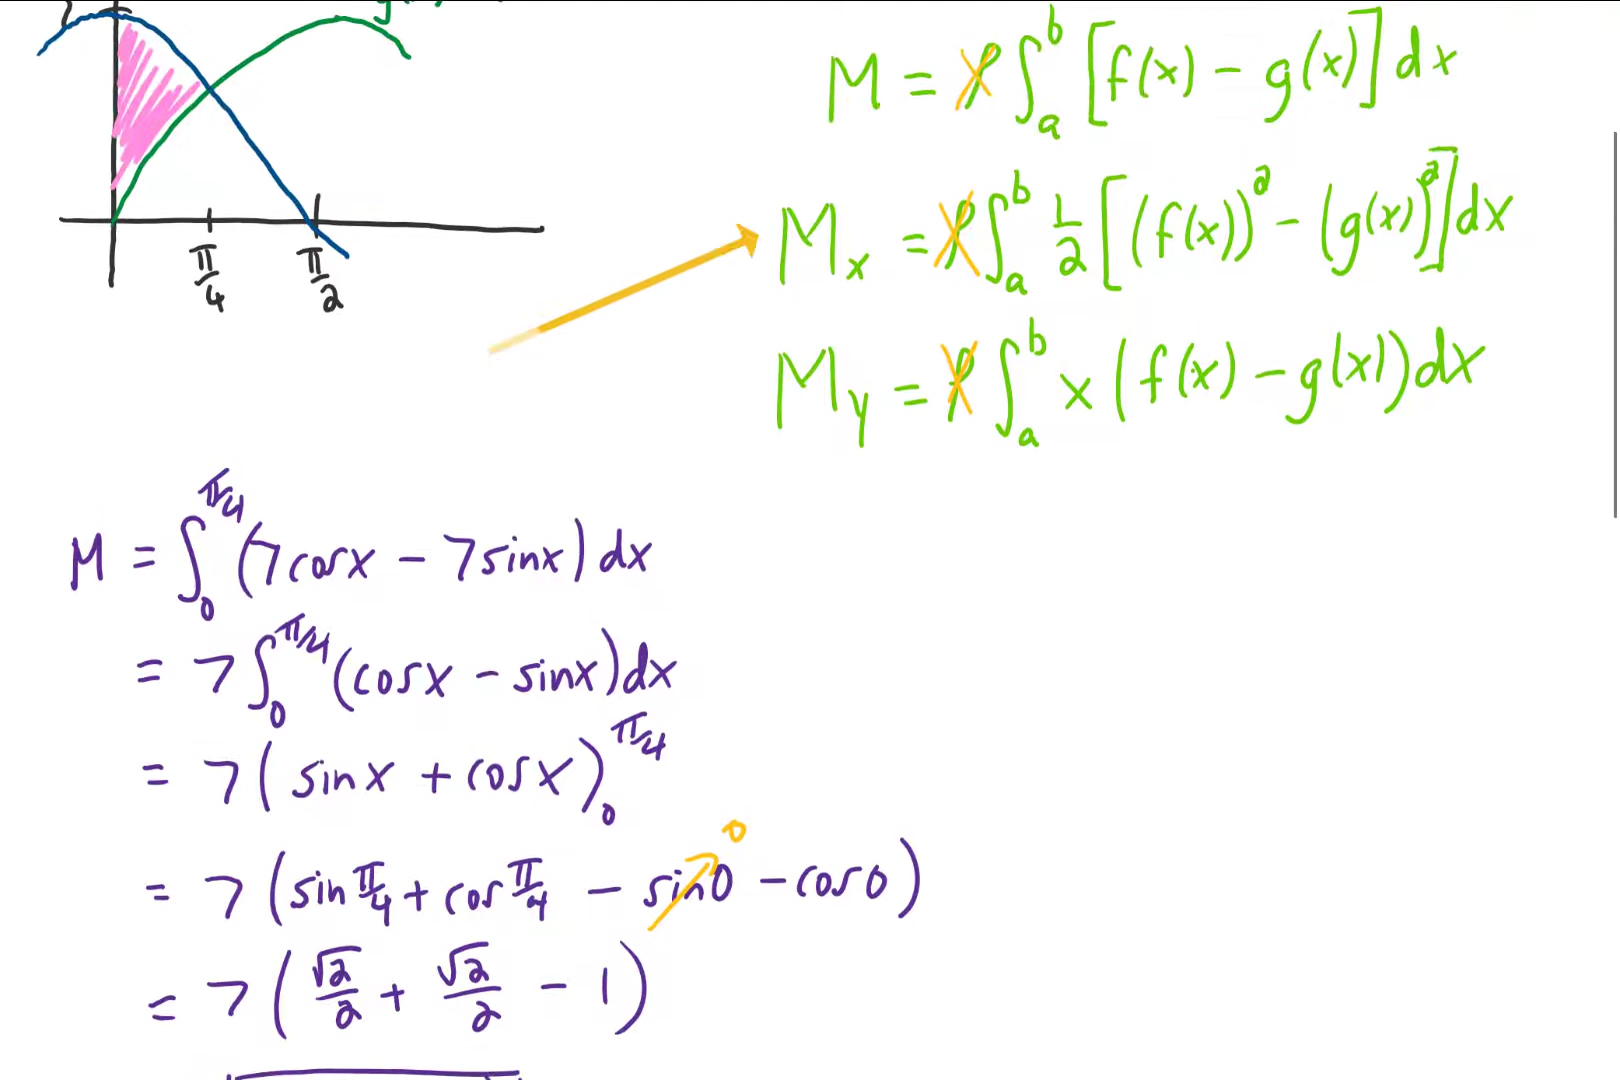 π/4 π/2
M = ρ∫_a^b [f(x) - g(x)]dx
M_x = ρ∫_a^b 1/2 [(f(x))^2 - (g(x))^2]dx
M_y = ρ∫_a^b x(f(x) - g(x))dx
M = ∫_0^π/4 (7cosx - 7sinx)dx
= 7∫_0^π/4 (cosx - sinx)dx
= 7(sinx + cosx)_0^π/4
= 7(sin π/4 + cos π/4 - sin0 - cos0) 0
= 7(√2/2 + √2/2 - 1)